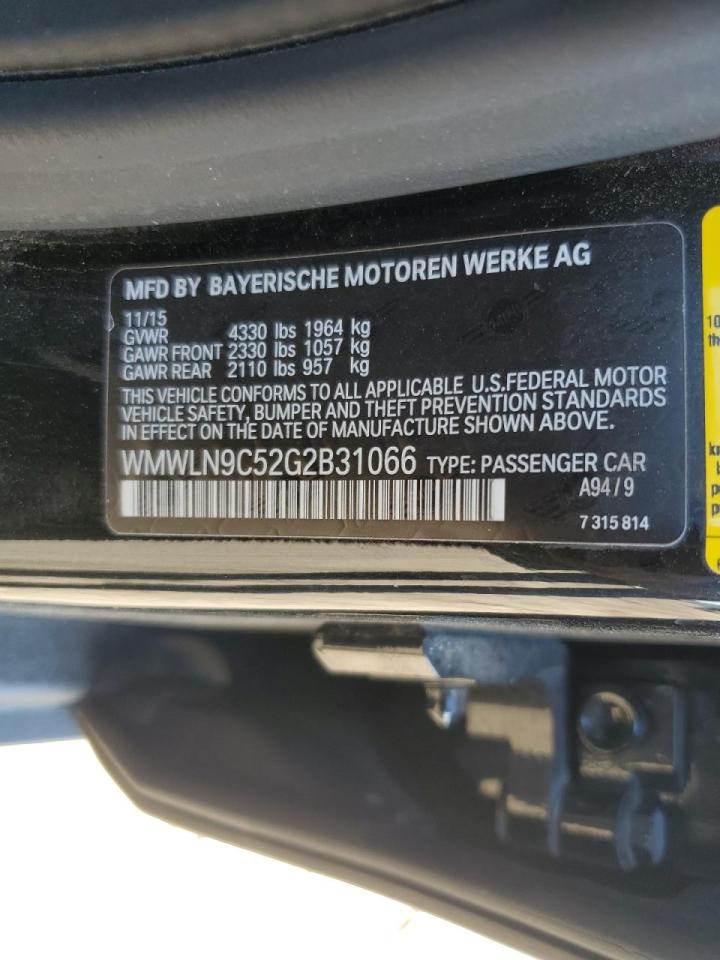 MFD BY BAYERISCHE MOTOREN WERKE AG
11/15
GVWR 4330 lbs 1964 kg
GAWR FRONT 2330 lbs 1057 kg
GAWR REAR 2110 lbs 957 kg
THIS VEHICLE CONFORMS TO ALL APPLICABLE U.S.FEDERAL MOTOR
VEHICLE SAFETY, BUMPER AND THEFT PREVENTION STANDARDS
IN EFFECT ON THE DATE OF MANUFACTURE SHOWN ABOVE.
WMWLN9C52G2B31066 TYPE: PASSENGER CAR
A94/9
7 315 814